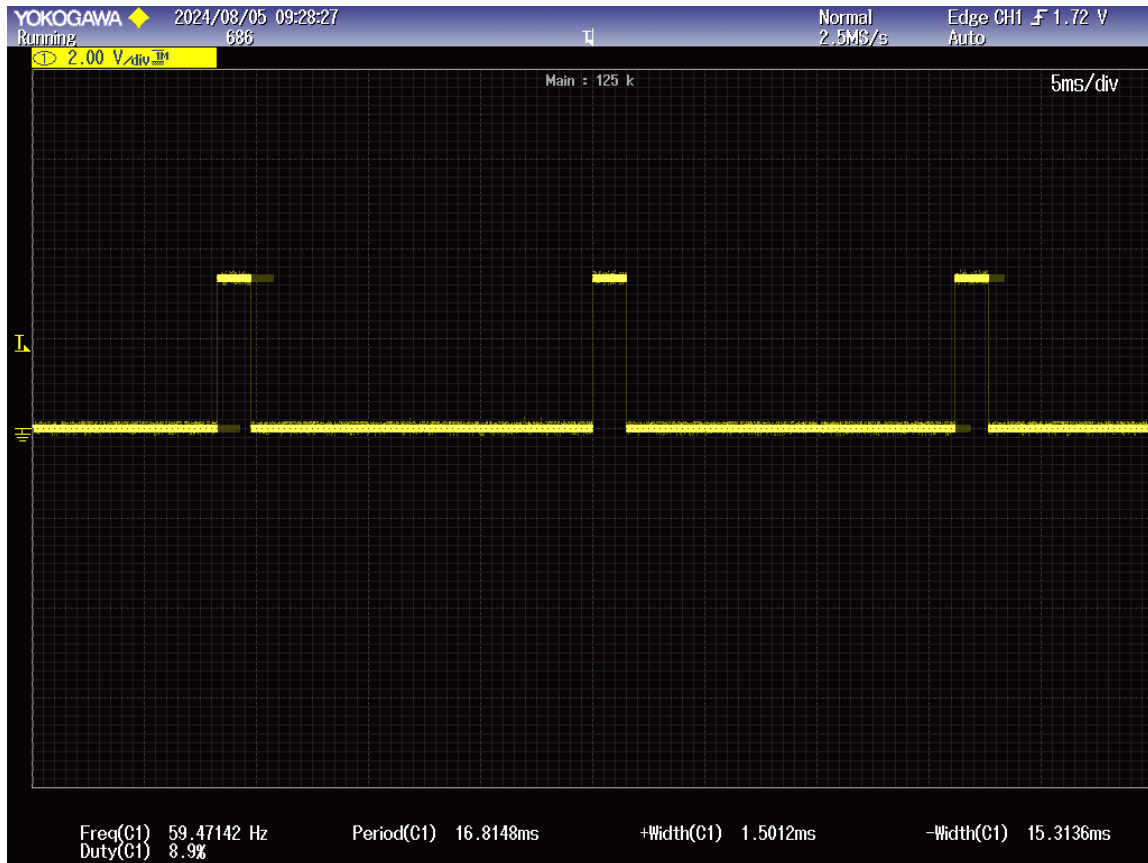 YOKOGAWA 2024/08/05 09:28:27 Normal Edge CH1 1.72 V
Running 686 T 2.5MS/s Auto
1 2.00 V/div 1M
Main : 125 k 5ms/div
T
Freq(C1) 59.47142 Hz Period(C1) 16.8148ms +Width(C1) 1.5012ms -Width(C1) 15.3136ms
Duty(C1) 8.9%